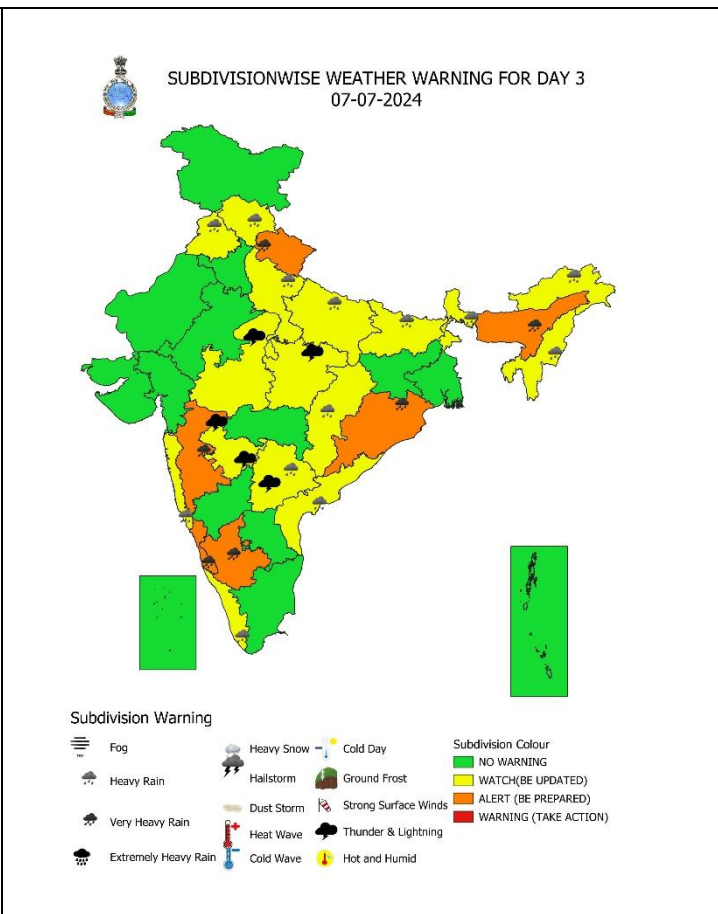 SUBDIVISIONWISE WEATHER WARNING FOR DAY 3
07-07-2024
Subdivision Warning
Fog
Heavy Rain
Very Heavy Rain
Extremely Heavy Rain
Heavy Snow
Hailstorm
Dust Storm
Heat Wave
Cold Wave
Cold Day
Ground Frost
Strong Surface Winds
Thunder & Lightning
Hot and Humid
Subdivision Colour
NO WARNING
WATCH(BE UPDATED)
ALERT (BE PREPARED)
WARNING (TAKE ACTION)